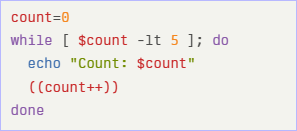 count=0
while [ $count -lt 5 ]; do
  echo "Count: $count"
  ((count++))
done